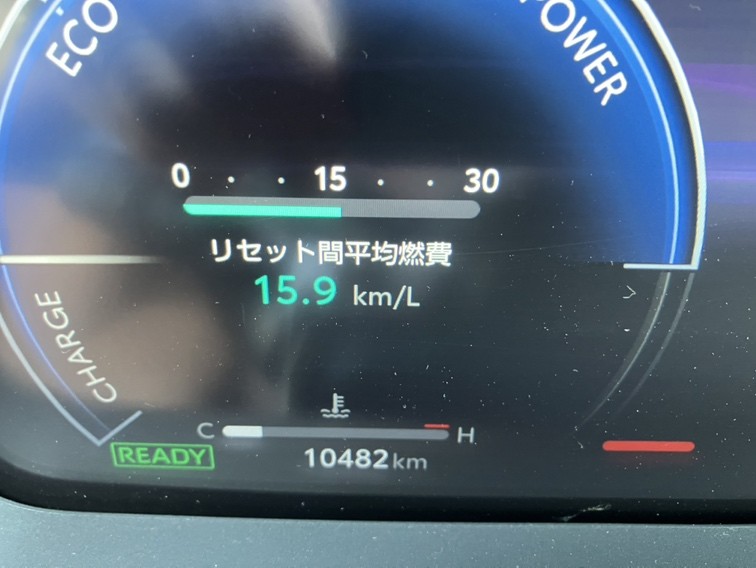 ECO
POWER
0 · · 15 · · 30
リセット間平均燃費
15.9 km/L
CHARGE
C H
READY
10482km